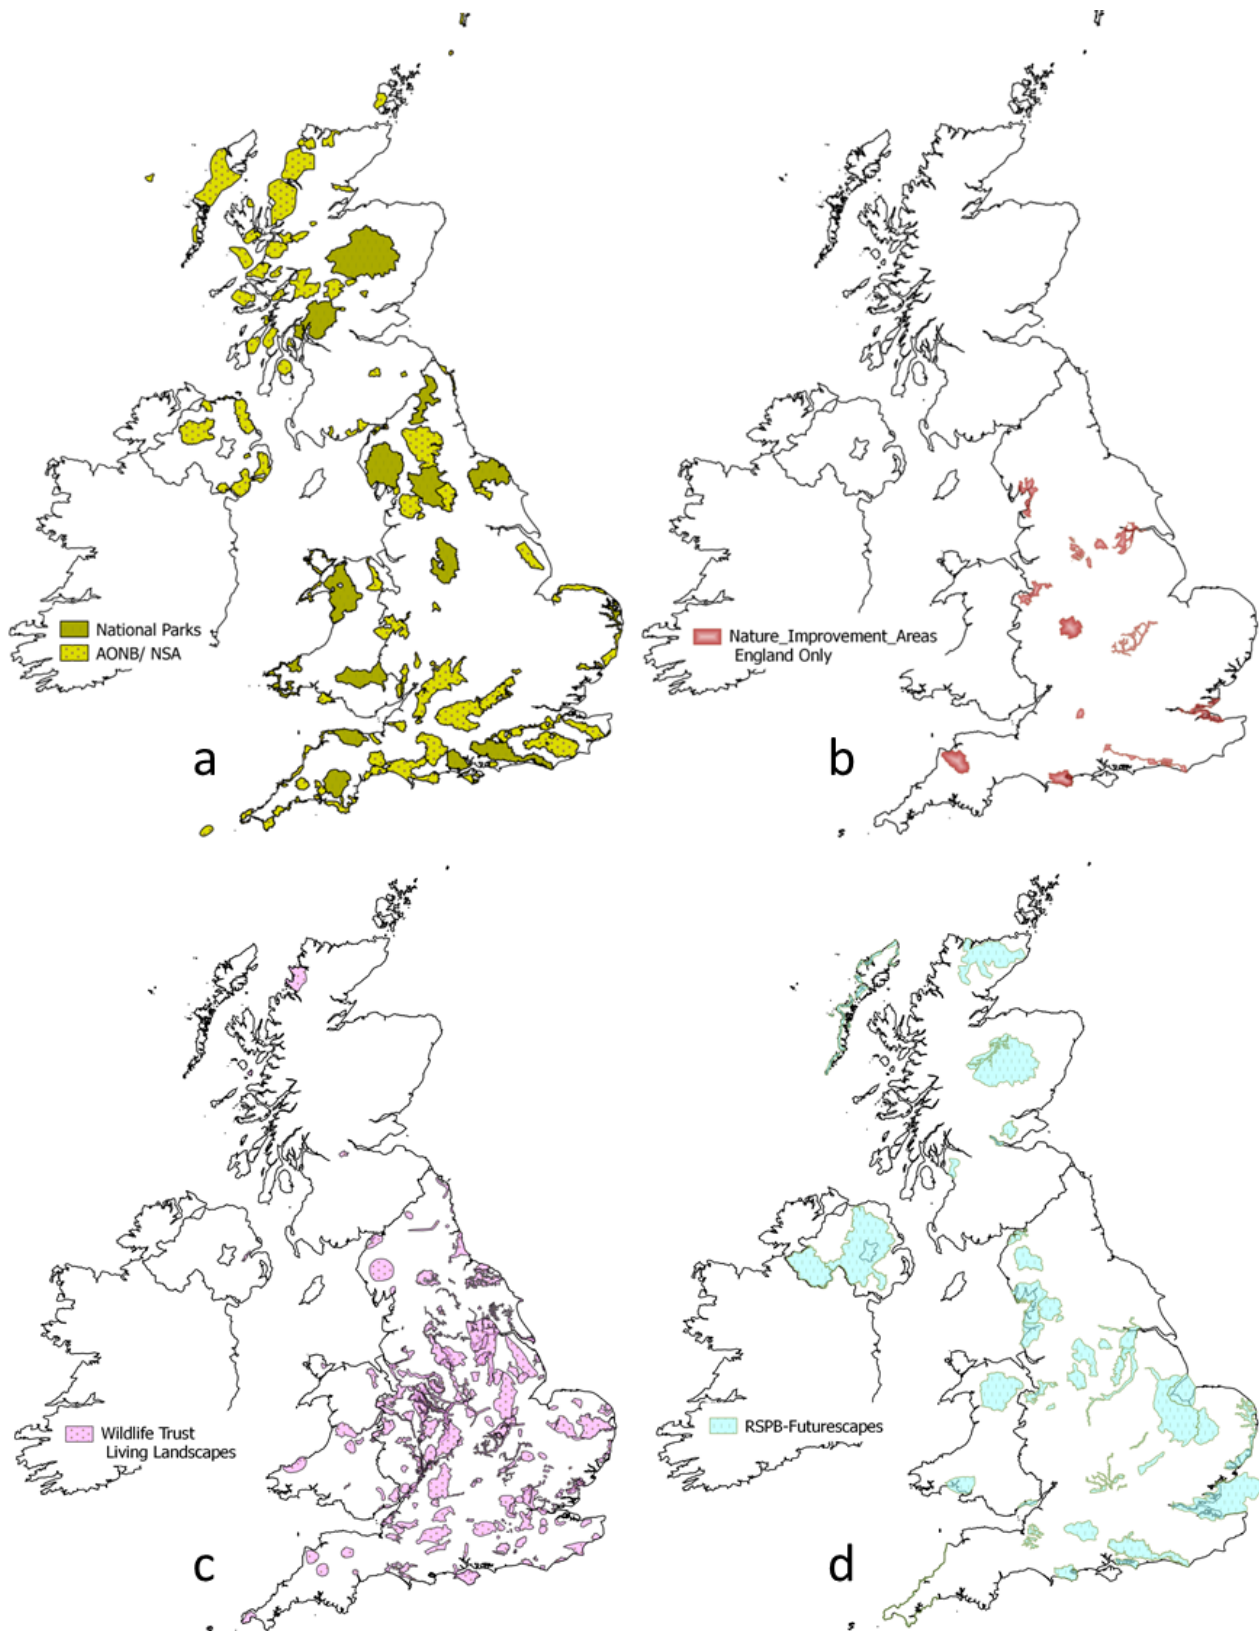 National Parks
AONB/ NSA
a
Nature_Improvement_Areas
England Only
b
Wildlife Trust
Living Landscapes
c
RSPB-Futurescapes
d